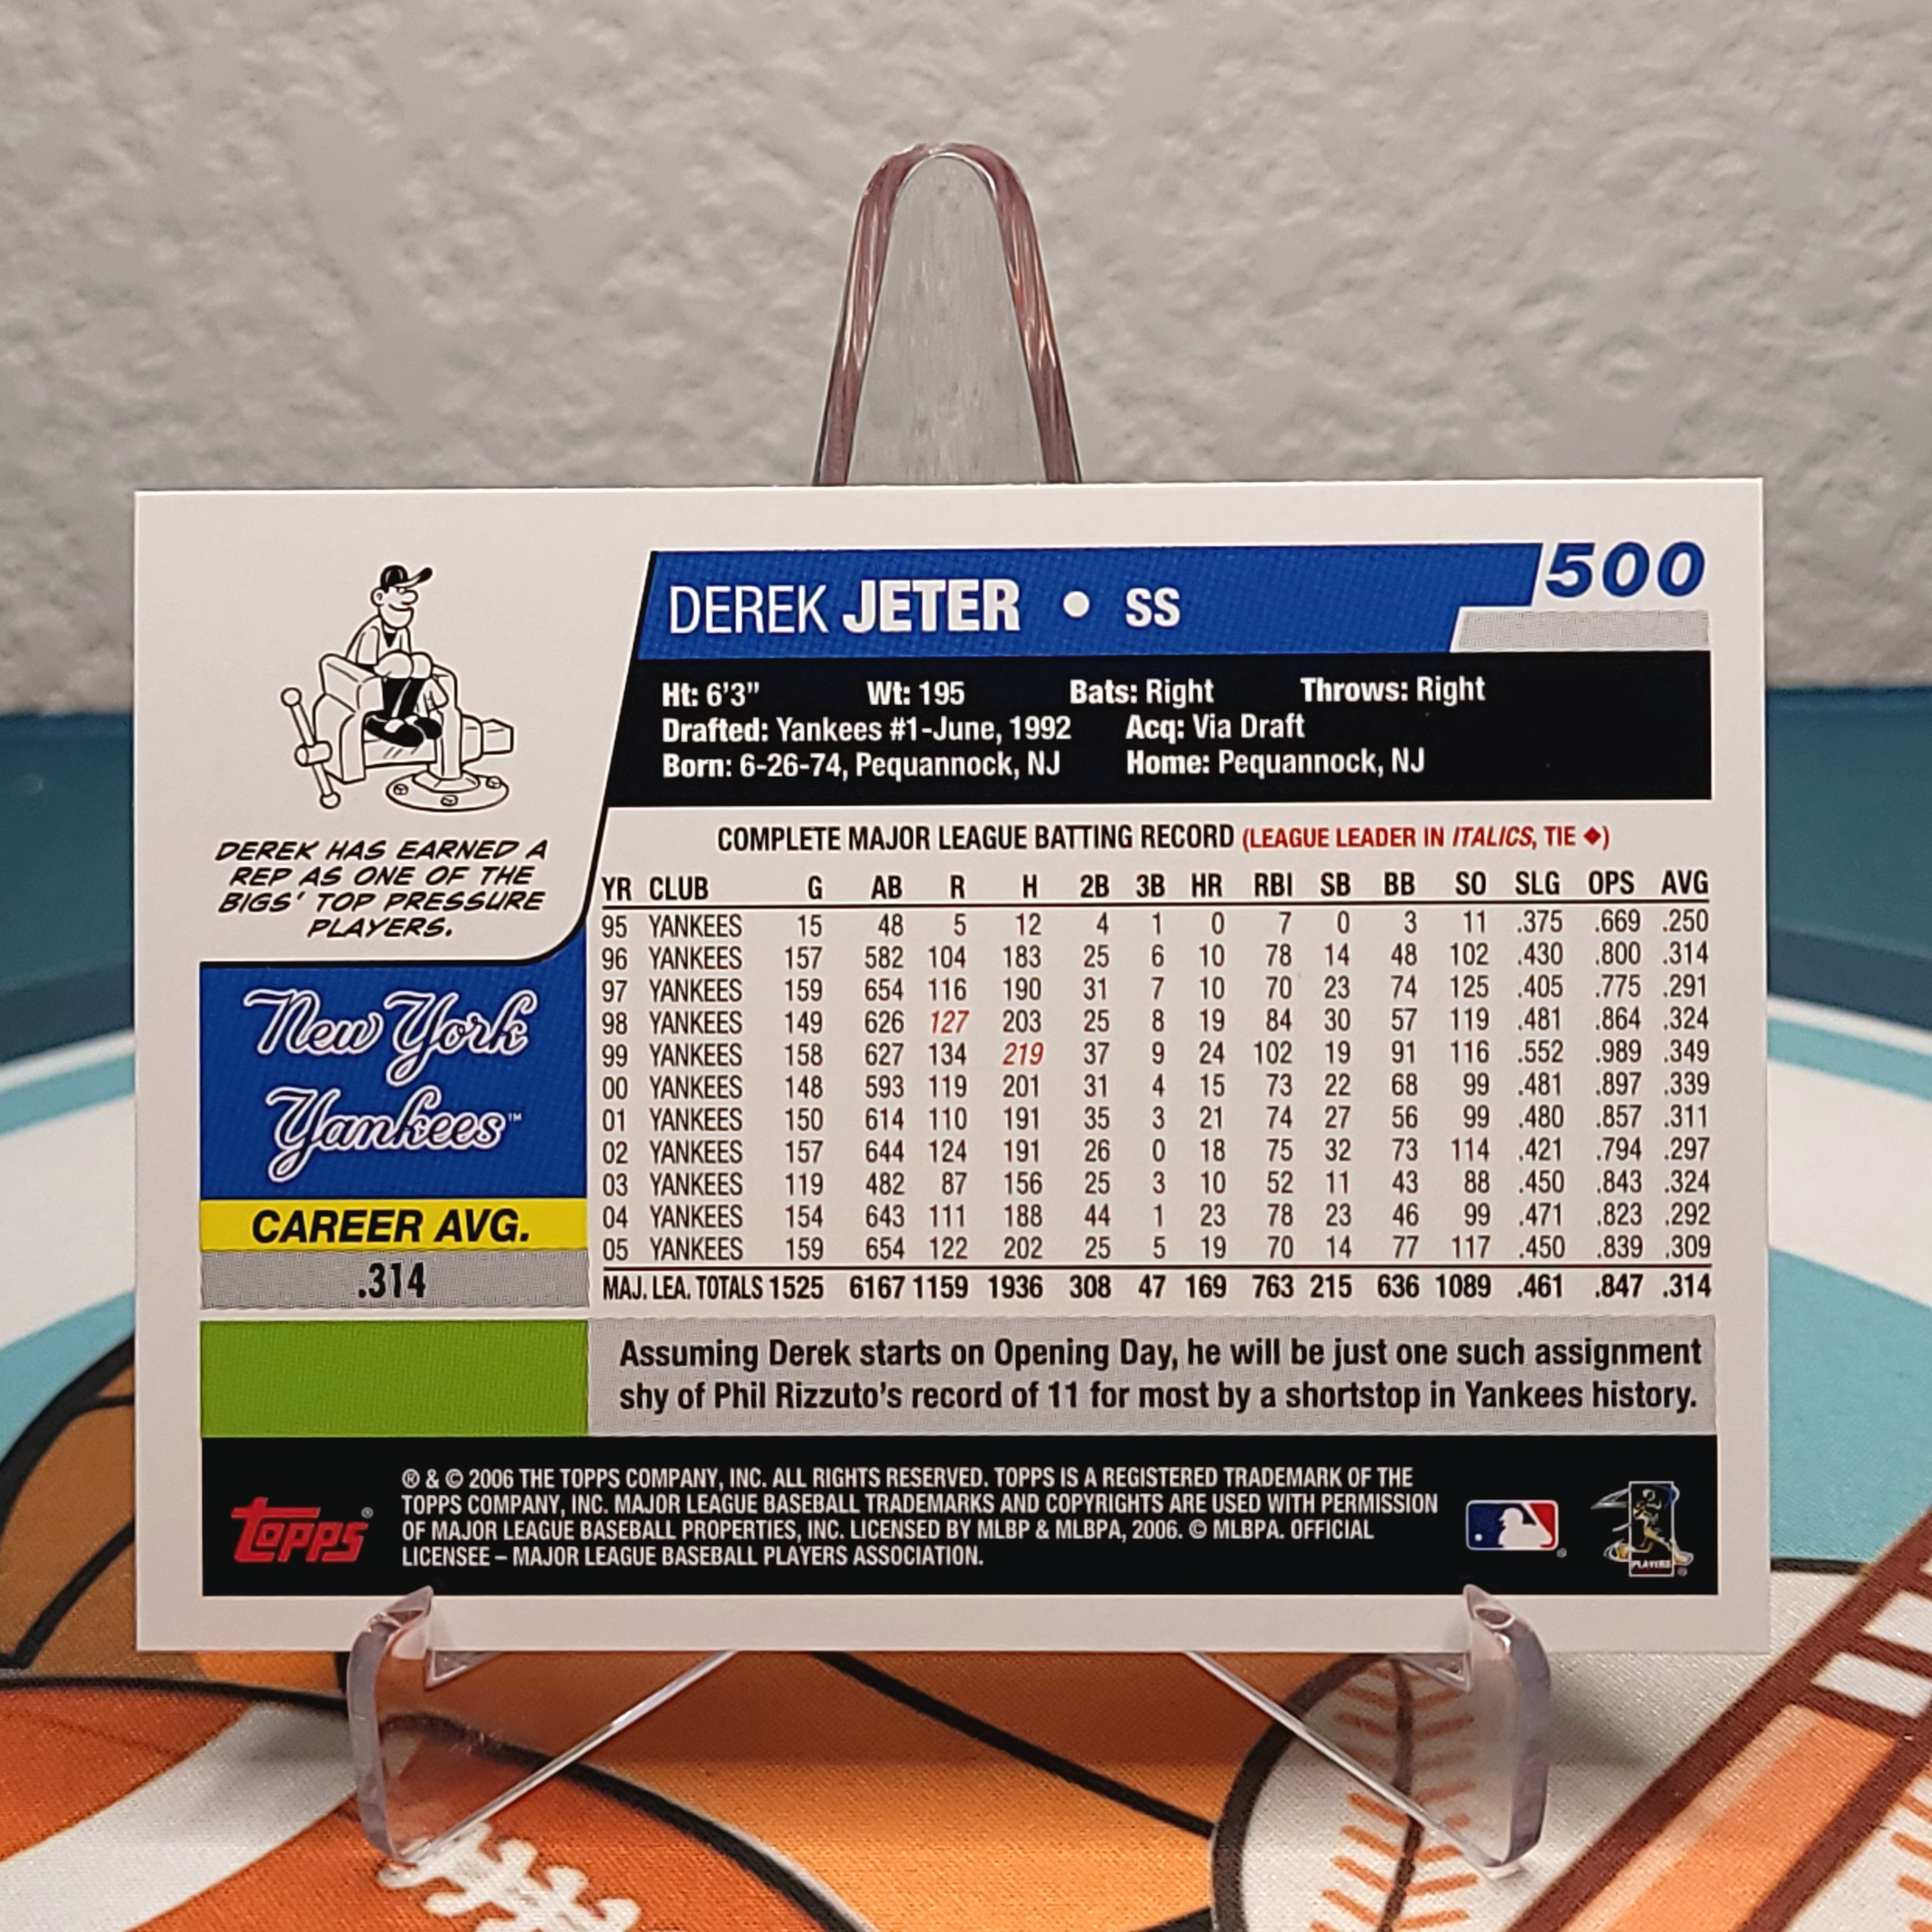 500
DEREK JETER • SS
Ht: 6'3" Wt: 195 Bats: Right Throws: Right
Drafted: Yankees #1-June, 1992 Acq: Via Draft
Born: 6-26-74, Pequannock, NJ Home: Pequannock, NJ
DEREK HAS EARNED A
REP AS ONE OF THE
BIGS' TOP PRESSURE
PLAYERS.
New York
Yankees™
CAREER AVG.
.314
COMPLETE MAJOR LEAGUE BATTING RECORD (LEAGUE LEADER IN ITALICS, TIE ◆)
YR CLUB G AB R H 2B 3B HR RBI SB BB SO SLG OPS AVG
95 YANKEES 15 48 5 12 4 1 0 7 0 3 11 .375 .669 .250
96 YANKEES 157 582 104 183 25 6 10 78 14 48 102 .430 .800 .314
97 YANKEES 159 654 116 190 31 7 10 70 23 74 125 .405 .775 .291
98 YANKEES 149 626 127 203 25 8 19 84 30 57 119 .481 .864 .324
99 YANKEES 158 627 134 219 37 9 24 102 19 91 116 .552 .989 .349
00 YANKEES 148 593 119 201 31 4 15 73 22 68 99 .481 .897 .339
01 YANKEES 150 614 110 191 35 3 21 74 27 56 99 .480 .857 .311
02 YANKEES 157 644 124 191 26 0 18 75 32 73 114 .421 .794 .297
03 YANKEES 119 482 87 156 25 3 10 52 11 43 88 .450 .843 .324
04 YANKEES 154 643 111 188 44 1 23 78 23 46 99 .471 .823 .292
05 YANKEES 159 654 122 202 25 5 19 70 14 77 117 .450 .839 .309
MAJ. LEA. TOTALS 1525 6167 1159 1936 308 47 169 763 215 636 1089 .461 .847 .314
Assuming Derek starts on Opening Day, he will be just one such assignment
shy of Phil Rizzuto's record of 11 for most by a shortstop in Yankees history.
Topps®
® & © 2006 THE TOPPS COMPANY, INC. ALL RIGHTS RESERVED. TOPPS IS A REGISTERED TRADEMARK OF THE
TOPPS COMPANY, INC. MAJOR LEAGUE BASEBALL TRADEMARKS AND COPYRIGHTS ARE USED WITH PERMISSION
OF MAJOR LEAGUE BASEBALL PROPERTIES, INC. LICENSED BY MLBP & MLBPA, 2006. © MLBPA. OFFICIAL
LICENSEE – MAJOR LEAGUE BASEBALL PLAYERS ASSOCIATION.
PLAYERS